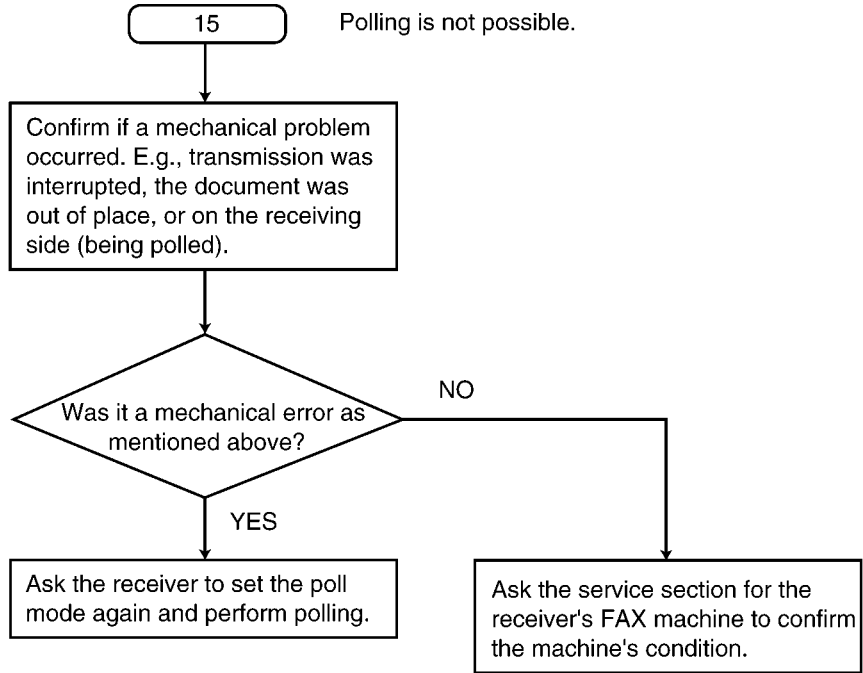 15
Polling is not possible.
Confirm if a mechanical problem
occurred. E.g., transmission was
interrupted, the document was
out of place, or on the receiving
side (being polled).
Was it a mechanical error as
mentioned above?
NO
YES
Ask the receiver to set the poll
mode again and perform polling.
Ask the service section for the
receiver's FAX machine to confirm
the machine's condition.